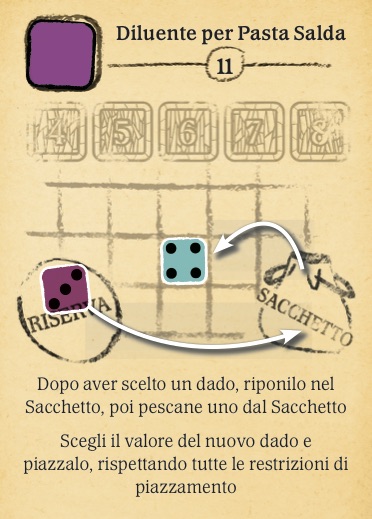 Diluente per Pasta Salda
11
4 5 6 7 8
RISERVA
SACCHETTO
Dopo aver scelto un dado, riponilo nel
Sacchetto, poi pescane uno dal Sacchetto
Scegli il valore del nuovo dado e
piazzalo, rispettando tutte le restrizioni di
piazzamento